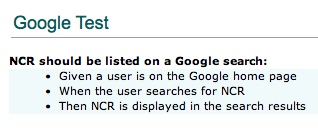 Google Test
NCR should be listed on a Google search:
• Given a user is on the Google home page
• When the user searches for NCR
• Then NCR is displayed in the search results